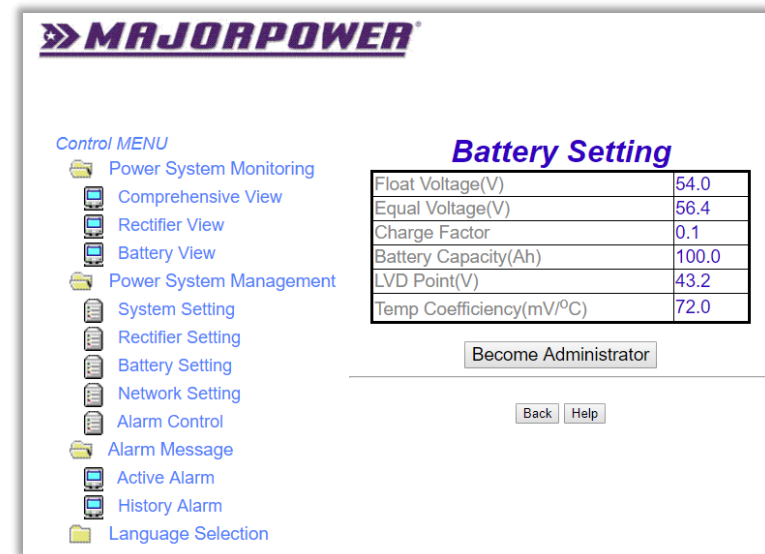 MAJORPOWER®
Control MENU
Power System Monitoring
Comprehensive View
Rectifier View
Battery View
Power System Management
System Setting
Rectifier Setting
Battery Setting
Network Setting
Alarm Control
Alarm Message
Active Alarm
History Alarm
Language Selection
Battery Setting
Float Voltage(V) 54.0
Equal Voltage(V) 56.4
Charge Factor 0.1
Battery Capacity(Ah) 100.0
LVD Point(V) 43.2
Temp Coefficiency(mV/⁰C) 72.0
Become Administrator
Back Help